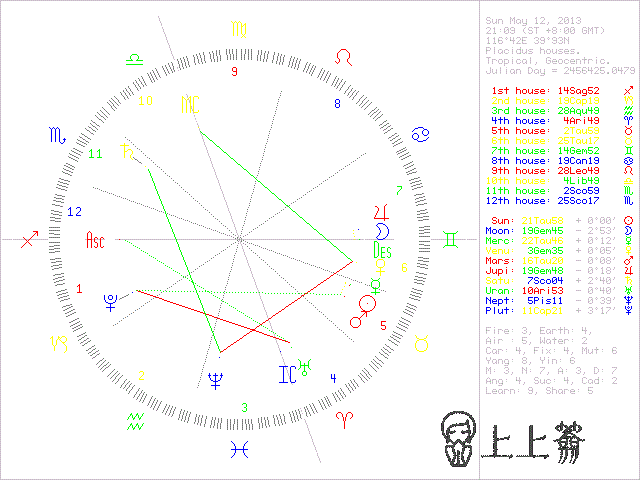 Sun May 12, 2013
21:09 (ST +8:00 GMT)
116°42E 39°93N
Placidus houses.
Tropical, Geocentric.
Julian Day = 2456425.0479
1st house: 14Sag52
2nd house: 19Cap19
3rd house: 28Aqu49
4th house: 4Ari49
5th house: 2Tau59
6th house: 25Tau17
7th house: 14Gem52
8th house: 19Can19
9th house: 28Leo49
10th house: 4Lib49
11th house: 2Sco59
12th house: 25Sco17
Sun: 21Tau58 + 0°00'
Moon: 19Gem45 - 2°53'
Merc: 22Tau46 + 0°12'
Venu: 3Gem35 + 0°05'
Mars: 16Tau20 - 0°08'
Jupi: 19Gem48 - 0°18'
Satu: 7Sco04 + 2°40'
Uran: 10Ari53 - 0°40'
Nept: 5Pis11 - 0°39'
Plut: 11Cap21 + 3°17'
Fire: 3, Earth: 4,
Air : 5, Water: 2
Car: 4, Fix: 4, Mut: 6
Yang: 8, Yin: 6
M: 3, N: 7, A: 3, D: 7
Ang: 4, Suc: 4, Cad: 2
Learn: 9, Share: 5
9
10
MC
8
11
7
12
Asc
Des
6
1
5
2
IC
4
3
上上籤